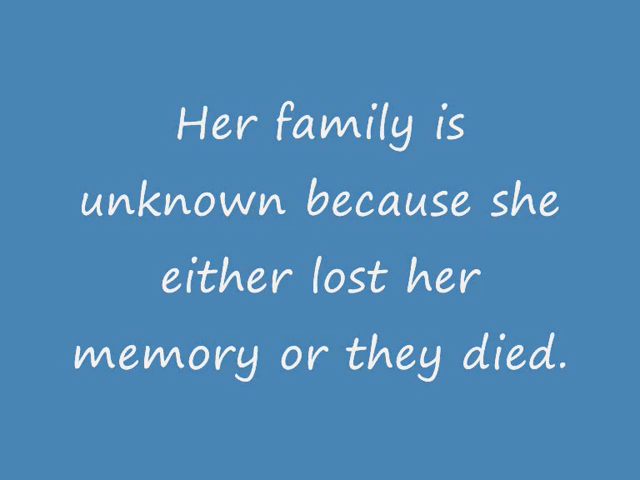 Her family is
unknown because she
either lost her
memory or they died.